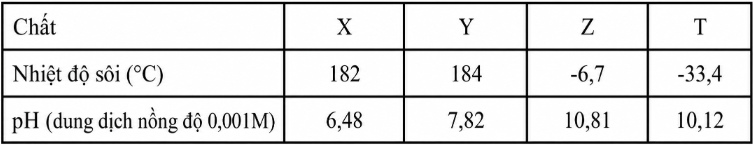 Chất X Y Z T
Nhiệt độ sôi (°C) 182 184 -6,7 -33,4
pH (dung dịch nồng độ 0,001M) 6,48 7,82 10,81 10,12